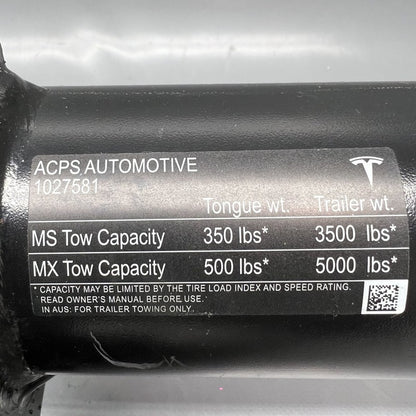 ACPS AUTOMOTIVE
1027581
Tongue wt. Trailer wt.
MS Tow Capacity 350 lbs* 3500 lbs*
MX Tow Capacity 500 lbs* 5000 lbs*
* CAPACITY MAY BE LIMITED BY THE TIRE LOAD INDEX AND SPEED RATING.
READ OWNER'S MANUAL BEFORE USE.
IN AUS: FOR TRAILER TOWING ONLY.